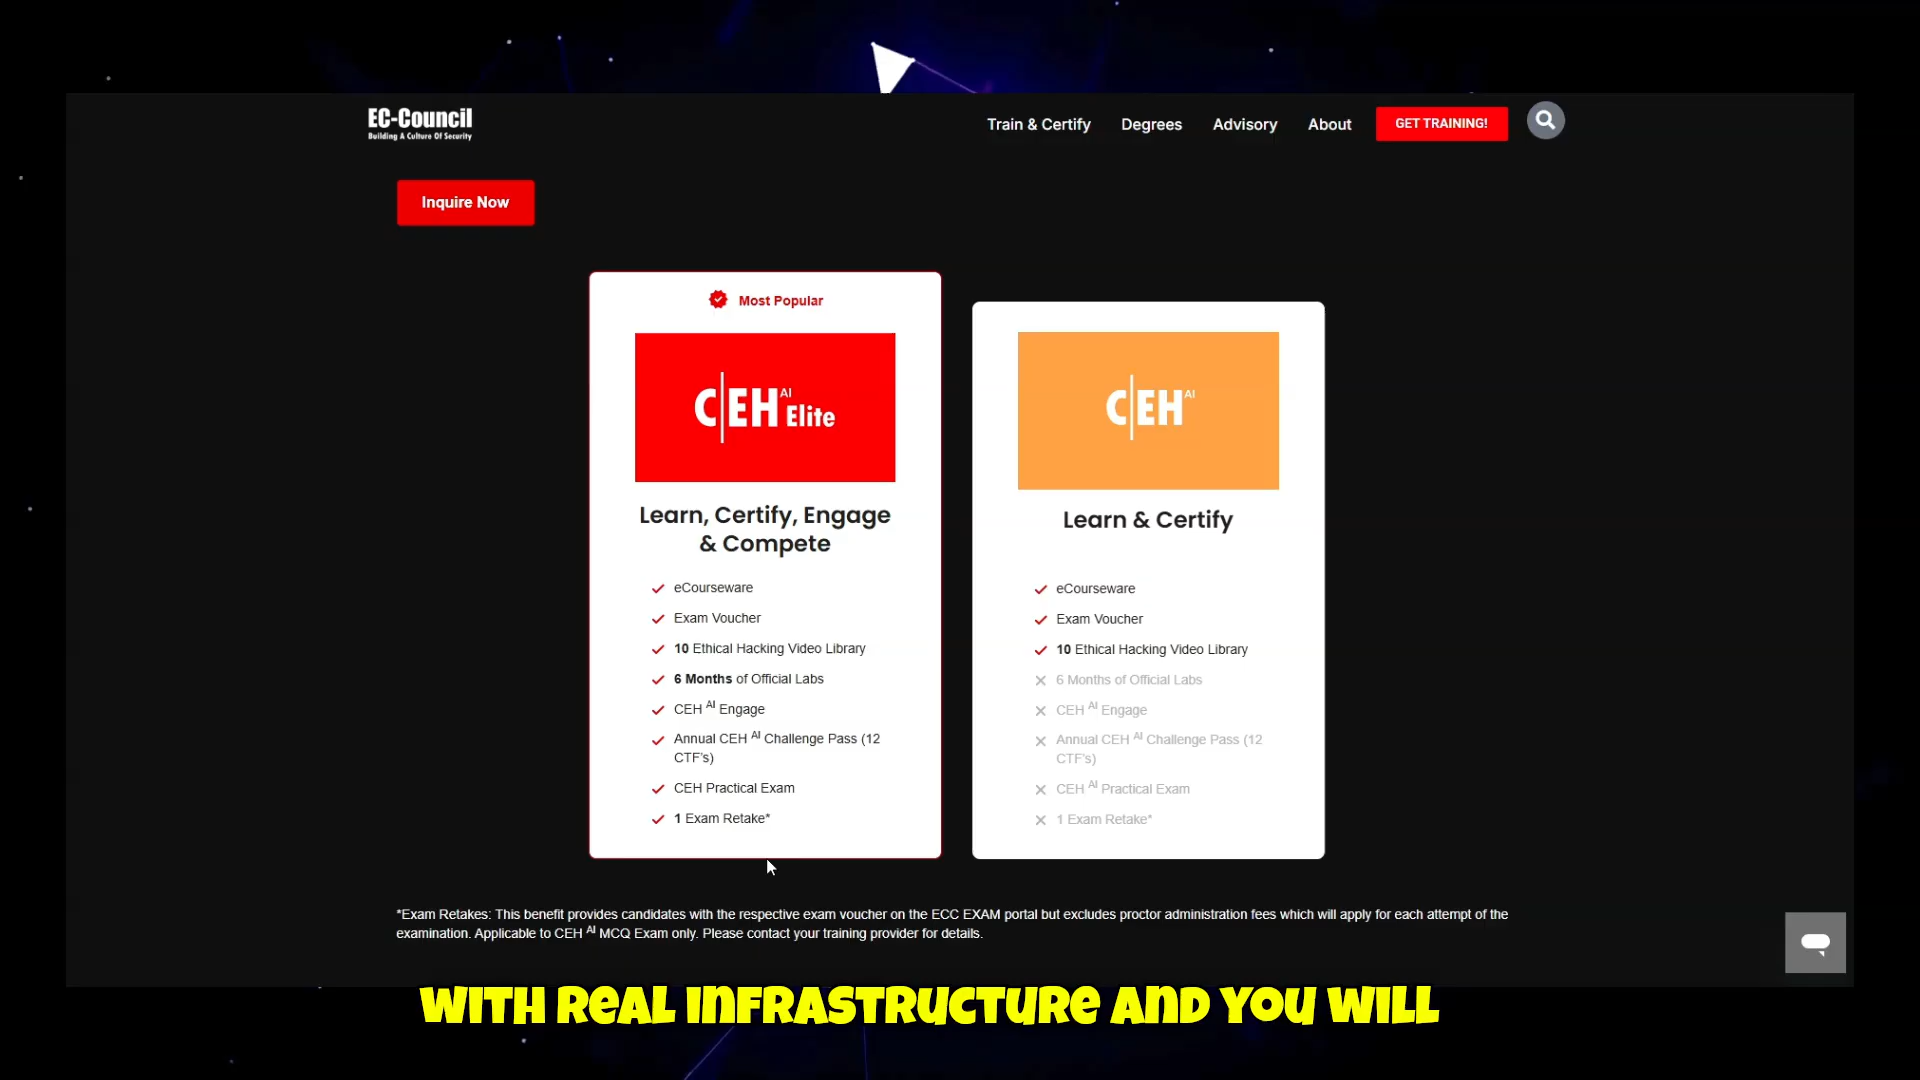 EC-Council
Building A Culture Of Security
Train & Certify
Degrees
Advisory
About
GET TRAINING!
Inquire Now
Most Popular
C|EH AI Elite
Learn, Certify, Engage
& Compete
eCourseware
Exam Voucher
10 Ethical Hacking Video Library
6 Months of Official Labs
CEH AI Engage
Annual CEH AI Challenge Pass (12
CTF's)
CEH Practical Exam
1 Exam Retake*
C|EH AI
Learn & Certify
eCourseware
Exam Voucher
10 Ethical Hacking Video Library
6 Months of Official Labs
CEH AI Engage
Annual CEH AI Challenge Pass (12
CTF's)
CEH AI Practical Exam
1 Exam Retake*
*Exam Retakes: This benefit provides candidates with the respective exam voucher on the ECC EXAM portal but excludes proctor administration fees which will apply for each attempt of the
examination. Applicable to CEH AI MCQ Exam only. Please contact your training provider for details.
WITH REAL INFRASTRUCTURE AND YOU WILL